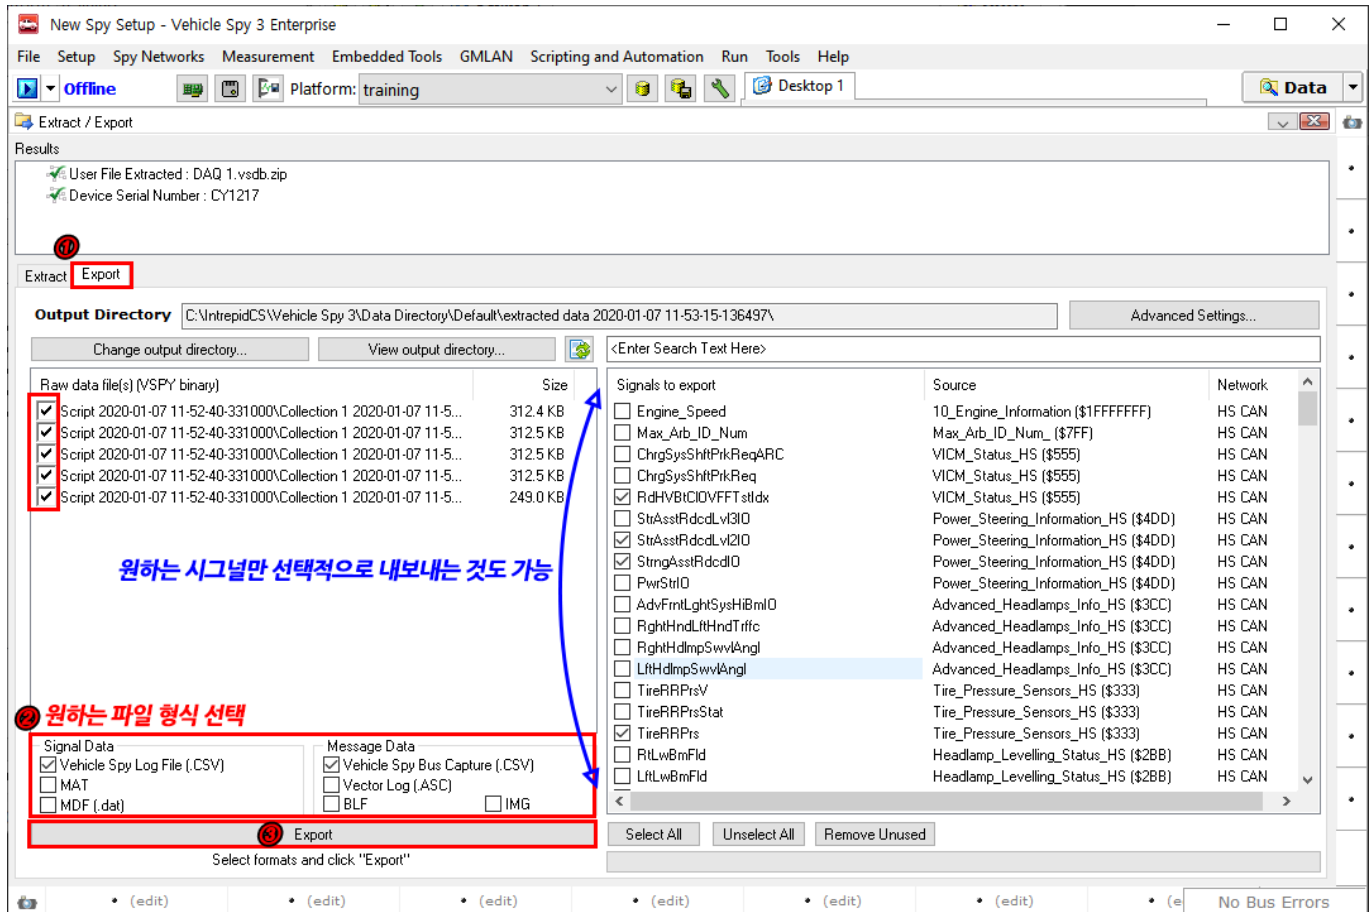 New Spy Setup - Vehicle Spy 3 Enterprise
File Setup Spy Networks Measurement Embedded Tools GMLAN Scripting and Automation Run Tools Help
Offline Platform: training Desktop 1 Data
Extract / Export
Results
User File Extracted : DAQ 1.vsdb.zip
Device Serial Number : CY1217
①
Extract Export
Output Directory C:\IntrepidCS\Vehicle Spy 3\Data Directory\Default\extracted data 2020-01-07 11-53-15-136497\ Advanced Settings...
Change output directory... View output directory... <Enter Search Text Here>
Raw data file(s) (VSPY binary) Size Signals to export Source Network
Script 2020-01-07 11-52-40-331000\Collection 1 2020-01-07 11-5... 312.4 KB Engine_Speed 10_Engine_Information ($1FFFFFFF) HS CAN
Script 2020-01-07 11-52-40-331000\Collection 1 2020-01-07 11-5... 312.5 KB Max_Arb_ID_Num Max_Arb_ID_Num_ ($7FF) HS CAN
Script 2020-01-07 11-52-40-331000\Collection 1 2020-01-07 11-5... 312.5 KB ChrgSysShftPrkReqARC VICM_Status_HS ($555) HS CAN
Script 2020-01-07 11-52-40-331000\Collection 1 2020-01-07 11-5... 312.5 KB ChrgSysShftPrkReq VICM_Status_HS ($555) HS CAN
Script 2020-01-07 11-52-40-331000\Collection 1 2020-01-07 11-5... 249.0 KB RdHVBtClOVFFTstIdx VICM_Status_HS ($555) HS CAN
StrAsstRdcdLvl3IO Power_Steering_Information_HS ($4DD) HS CAN
StrAsstRdcdLvl2IO Power_Steering_Information_HS ($4DD) HS CAN
StrngAsstRdcdIO Power_Steering_Information_HS ($4DD) HS CAN
원하는 시그널만 선택적으로 내보내는 것도 가능
PwrStrIO Power_Steering_Information_HS ($4DD) HS CAN
AdvFrntLghtSysHiBmIO Advanced_Headlamps_Info_HS ($3CC) HS CAN
RghtHndLftHndTrffc Advanced_Headlamps_Info_HS ($3CC) HS CAN
RghtHdlmpSwvlAngl Advanced_Headlamps_Info_HS ($3CC) HS CAN
LftHdlmpSwvlAngl Advanced_Headlamps_Info_HS ($3CC) HS CAN
TireRRPrsV Tire_Pressure_Sensors_HS ($333) HS CAN
TireRRPrsStat Tire_Pressure_Sensors_HS ($333) HS CAN
② 원하는 파일 형식 선택
TireRRPrs Tire_Pressure_Sensors_HS ($333) HS CAN
Signal Data Message Data
RtLwBmFld Headlamp_Levelling_Status_HS ($2BB) HS CAN
Vehicle Spy Log File (.CSV) Vehicle Spy Bus Capture (.CSV)
LftLwBmFld Headlamp_Levelling_Status_HS ($2BB) HS CAN
MAT Vector Log (.ASC)
MDF (.dat) BLF IMG
③ Export Select All Unselect All Remove Unused
Select formats and click "Export"
(edit) (edit) (edit) (edit) (edit) (edit) (e No Bus Errors